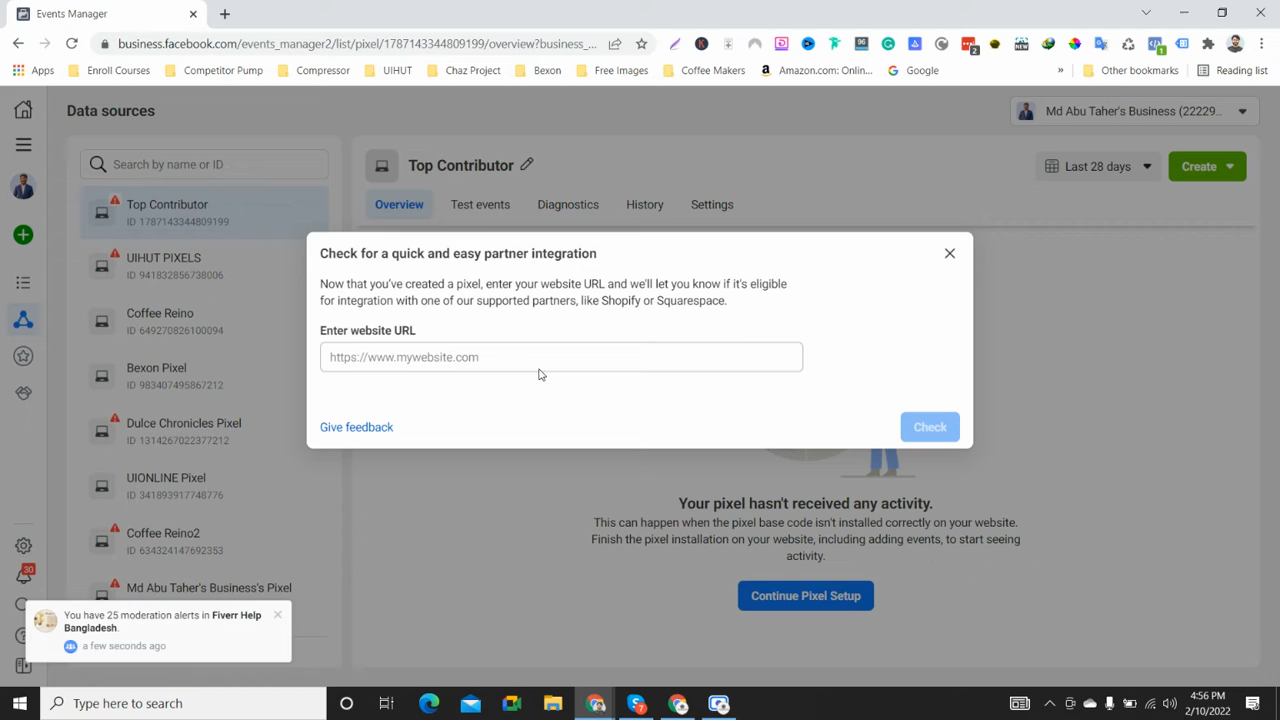 Events Manager
business.facebook.com/events_manager2/list/pixel/1787143344809199/overview?business_...
96
2
NEW
1
Apps
Enroll Courses
Competitor Pump
Compressor
UIHUT
Chaz Project
Bexon
Free Images
Coffee Makers
Amazon.com: Onlin...
Google
»
Other bookmarks
Reading list
Data sources
Md Abu Taher's Business (22229...
Search by name or ID
Top Contributor
ID 1787143344809199
UIHUT PIXELS
ID 941832856738006
Coffee Reino
ID 649270826100094
Bexon Pixel
ID 983407495867212
Dulce Chronicles Pixel
ID 1314267022377212
UIONLINE Pixel
ID 341893917748776
Coffee Reino2
ID 634324147692353
Md Abu Taher's Business's Pixel
30
Top Contributor
Last 28 days
Create
Overview
Test events
Diagnostics
History
Settings
Check for a quick and easy partner integration
Now that you've created a pixel, enter your website URL and we'll let you know if it's eligible
for integration with one of our supported partners, like Shopify or Squarespace.
Enter website URL
https://www.mywebsite.com
Give feedback
Check
Your pixel hasn't received any activity.
This can happen when the pixel base code isn't installed correctly on your website.
Finish the pixel installation on your website, including adding events, to start seeing
activity.
Continue Pixel Setup
You have 25 moderation alerts in Fiverr Help
Bangladesh.
a few seconds ago
Type here to search
7
4:56 PM
2/10/2022